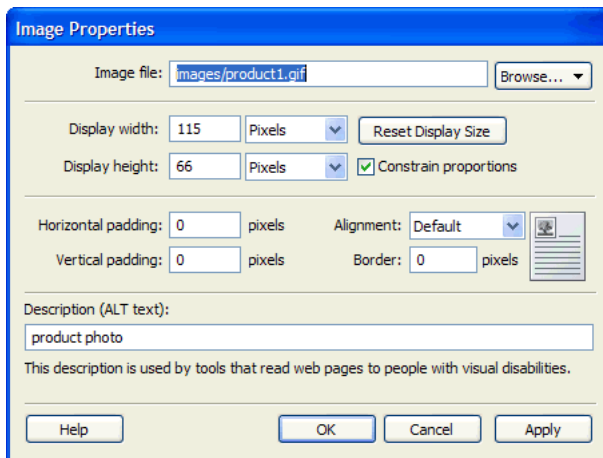 Image Properties
Image file: images/product1.gif Browse...
Display width: 115 Pixels Reset Display Size
Display height: 66 Pixels Constrain proportions
Horizontal padding: 0 pixels Alignment: Default
Vertical padding: 0 pixels Border: 0 pixels
Description (ALT text):
product photo
This description is used by tools that read web pages to people with visual disabilities.
Help OK Cancel Apply